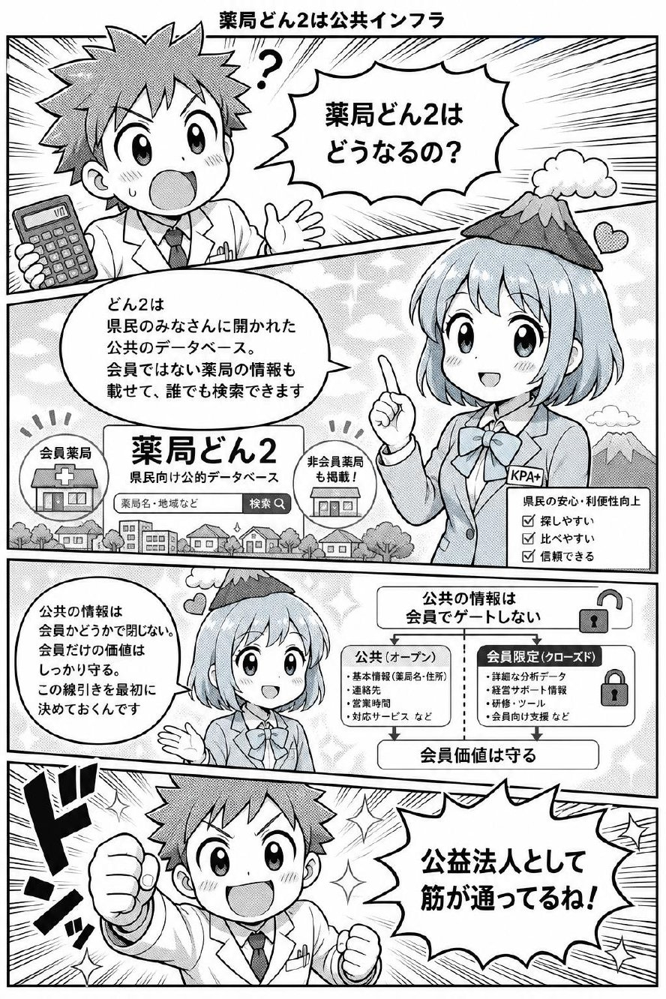 薬局どん2は公共インフラ
?
薬局どん2は
どうなるの？
どん2は
県民のみなさんに開かれた
公共のデータベース。
会員ではない薬局の情報も
載せて、誰でも検索できます
会員薬局
薬局どん2
県民向け公的データベース
薬局名・地域など
検索
非会員薬局
も掲載！
KPA+
県民の安心・利便性向上
探しやすい
比べやすい
信頼できる
公共の情報は
会員かどうかで閉じない。
会員だけの価値は
しっかり守る。
この線引きを最初に
決めておくんです
公共の情報は
会員でゲートしない
公共（オープン）
・基本情報（薬局名・住所）
・連絡先
・営業時間
・対応サービス など
会員限定（クローズド）
・詳細な分析データ
・経営サポート情報
・研修・ツール
・会員向け支援 など
会員価値は守る
ドンッ
公益法人として
筋が通ってるね！